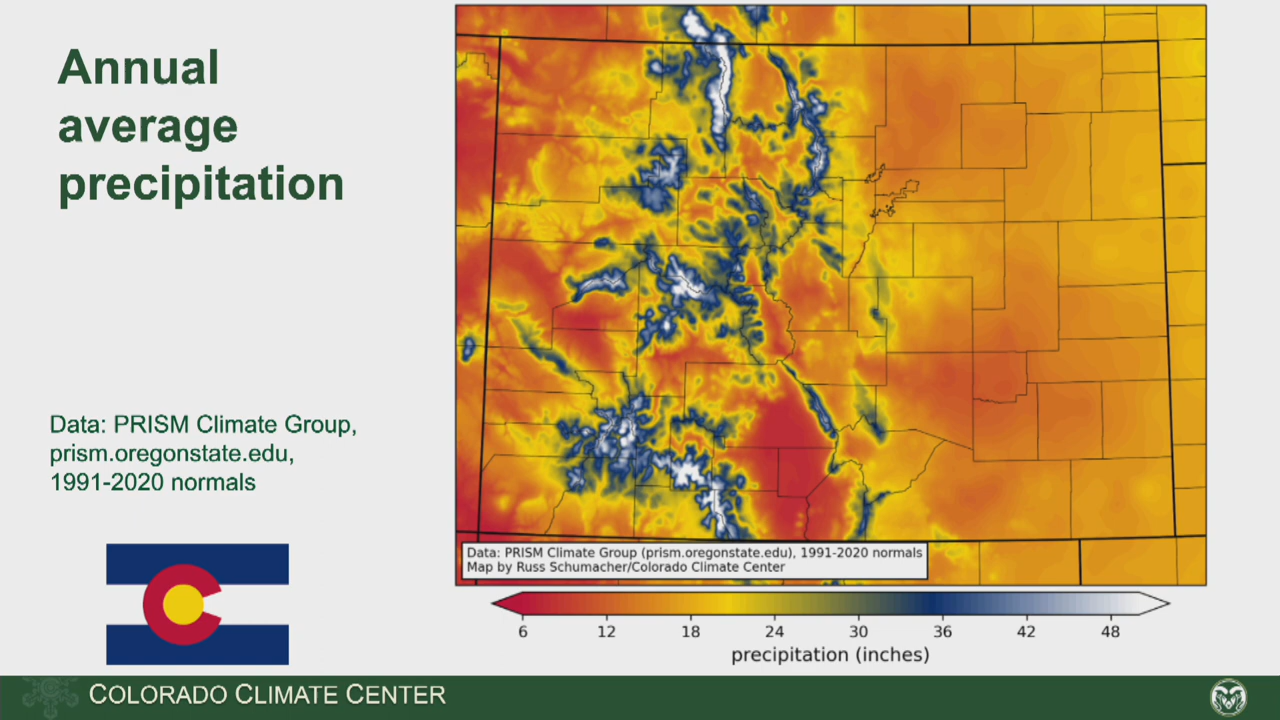 Annual
average
precipitation
Data: PRISM Climate Group,
prism.oregonstate.edu,
1991-2020 normals
Data: PRISM Climate Group (prism.oregonstate.edu), 1991-2020 normals
Map by Russ Schumacher/Colorado Climate Center
6 12 18 24 30 36 42 48
precipitation (inches)
COLORADO CLIMATE CENTER